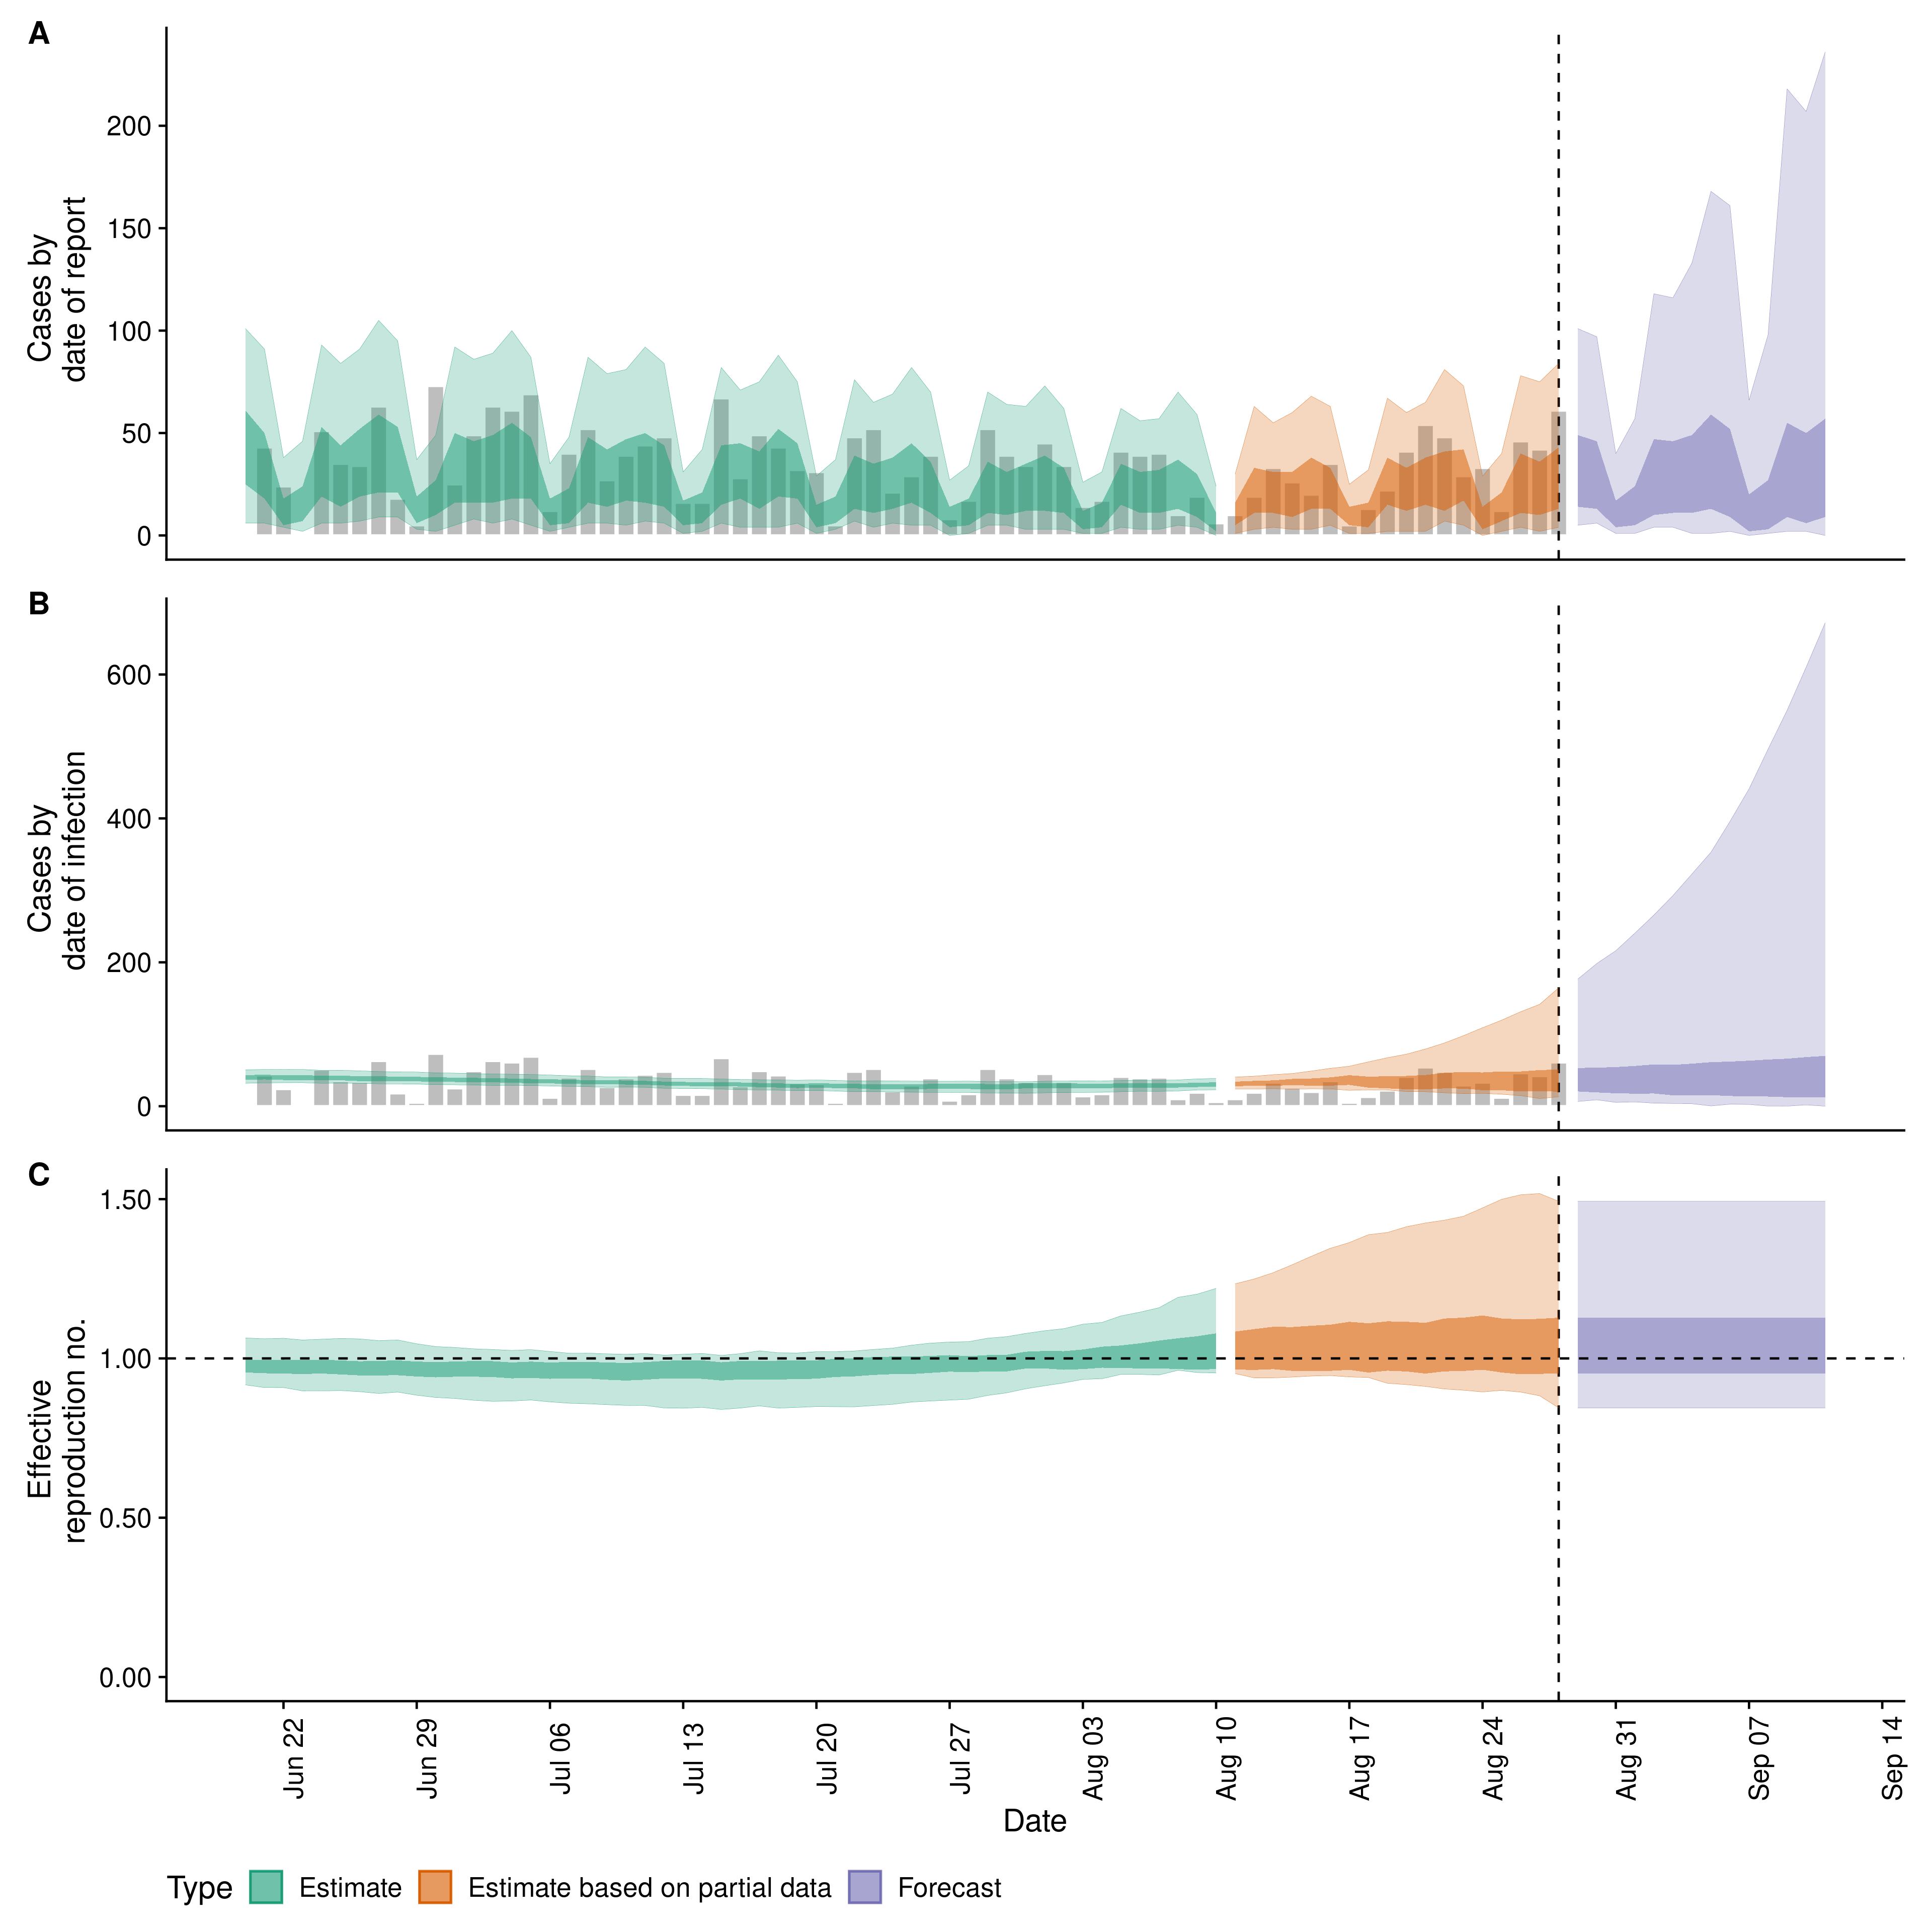 A
Cases by
date of report
200
150
100
50
0
B
Cases by
date of infection
600
400
200
0
C
Effective
reproduction no.
1.50
1.00
0.50
0.00
Jun 22
Jun 29
Jul 06
Jul 13
Jul 20
Jul 27
Aug 03
Aug 10
Aug 17
Aug 24
Aug 31
Sep 07
Sep 14
Date
Type Estimate Estimate based on partial data Forecast